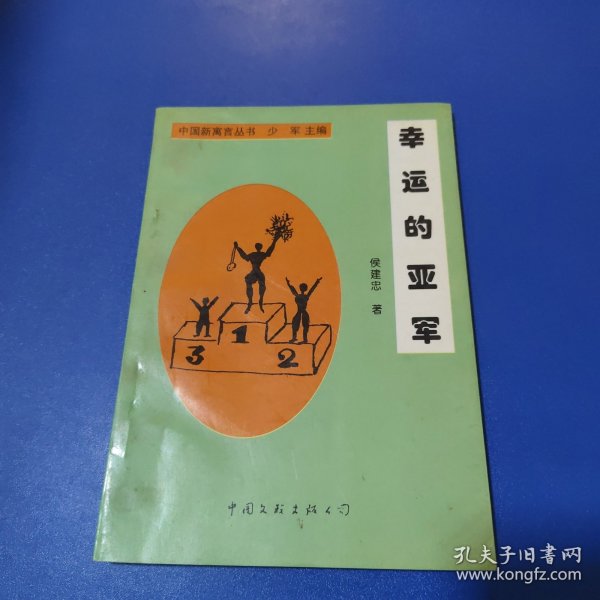 中国新寓言丛书 少 军 主编
幸运的亚军
侯建忠 著
3 1 2
中国文联出版公司
孔夫子旧书网
www.kongfz.com